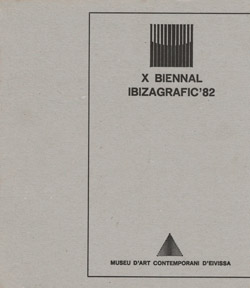 X BIENNAL
IBIZAGRAFIC'82
MUSEU D'ART CONTEMPORANI D'EIVISSA